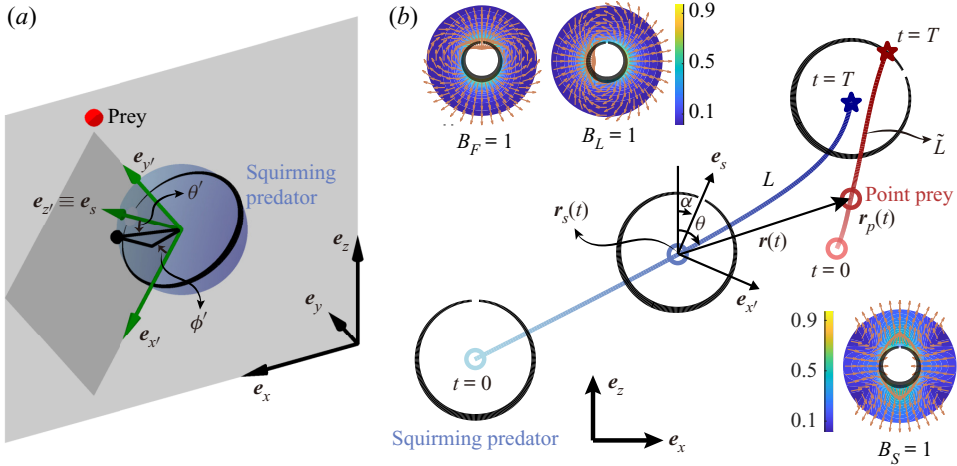 (a)
Prey
e_y′
θ′
Squirming
predator
e_z′ ≡ e_s
ϕ′
e_x′
e_z
e_y
e_x
(b)
0.9
0.5
0.1
B_F = 1
B_L = 1
t = T
t = T
L̃
L
e_s
α
θ
r_s(t)
r(t)
Point prey
r_p(t)
t = 0
e_x′
t = 0
Squirming predator
e_z
e_x
0.9
0.5
0.1
B_S = 1